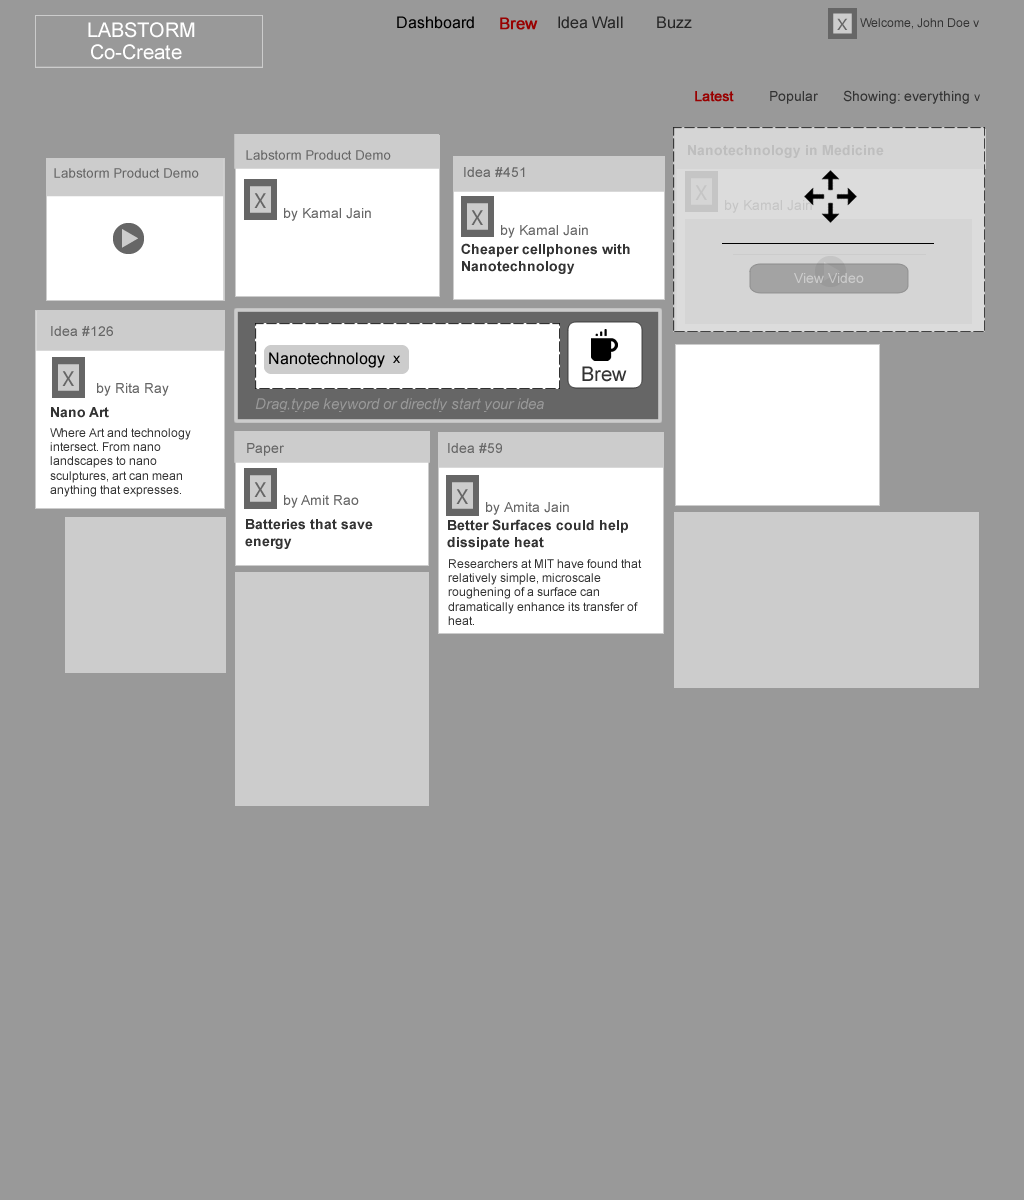 LABSTORM
Co-Create
Dashboard Brew Idea Wall Buzz
X Welcome, John Doe v
Latest Popular Showing: everything v
Labstorm Product Demo
Labstorm Product Demo
X by Kamal Jain
Idea #451
X by Kamal Jain
Cheaper cellphones with
Nanotechnology
Nanotechnology in Medicine
X by Kamal Jain
View Video
Idea #126
X by Rita Ray
Nano Art
Where Art and technology
intersect. From nano
landscapes to nano
sculptures, art can mean
anything that expresses.
Nanotechnology x
Brew
Drag,type keyword or directly start your idea
Paper
X by Amit Rao
Batteries that save
energy
Idea #59
X by Amita Jain
Better Surfaces could help
dissipate heat
Researchers at MIT have found that
relatively simple, microscale
roughening of a surface can
dramatically enhance its transfer of
heat.